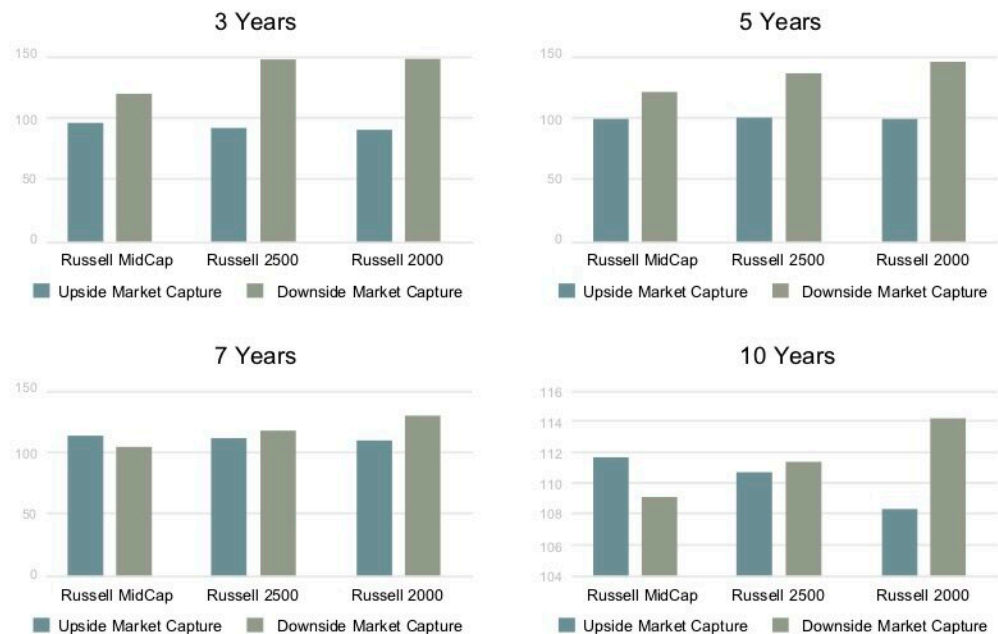 3 Years
150
100
50
0
Russell MidCap Russell 2500 Russell 2000
Upside Market Capture Downside Market Capture
5 Years
150
100
50
0
Russell MidCap Russell 2500 Russell 2000
Upside Market Capture Downside Market Capture
7 Years
150
100
50
0
Russell MidCap Russell 2500 Russell 2000
Upside Market Capture Downside Market Capture
10 Years
116
114
112
110
108
106
104
Russell MidCap Russell 2500 Russell 2000
Upside Market Capture Downside Market Capture